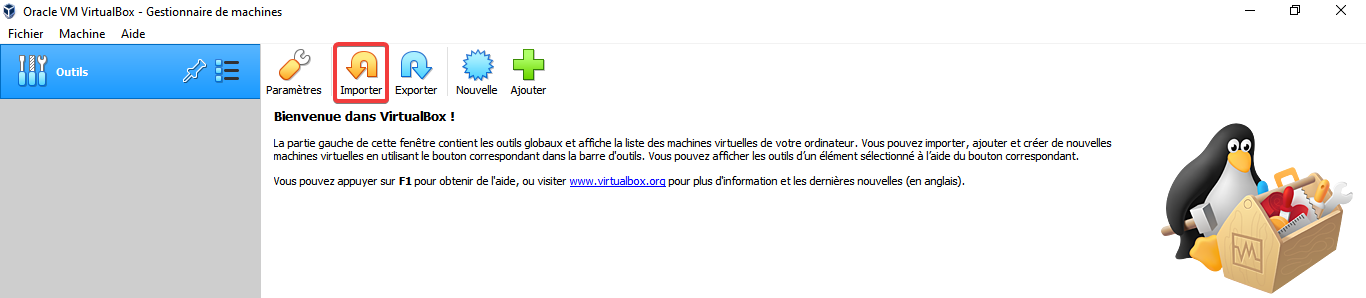 Oracle VM VirtualBox - Gestionnaire de machines
Fichier Machine Aide
Outils
Paramètres Importer Exporter Nouvelle Ajouter
Bienvenue dans VirtualBox !
La partie gauche de cette fenêtre contient les outils globaux et affiche la liste des machines virtuelles de votre ordinateur. Vous pouvez importer, ajouter et créer de nouvelles
machines virtuelles en utilisant le bouton correspondant dans la barre d'outils. Vous pouvez afficher les outils d'un élément sélectionné à l'aide du bouton correspondant.
Vous pouvez appuyer sur F1 pour obtenir de l'aide, ou visiter www.virtualbox.org pour plus d'information et les dernières nouvelles (en anglais).